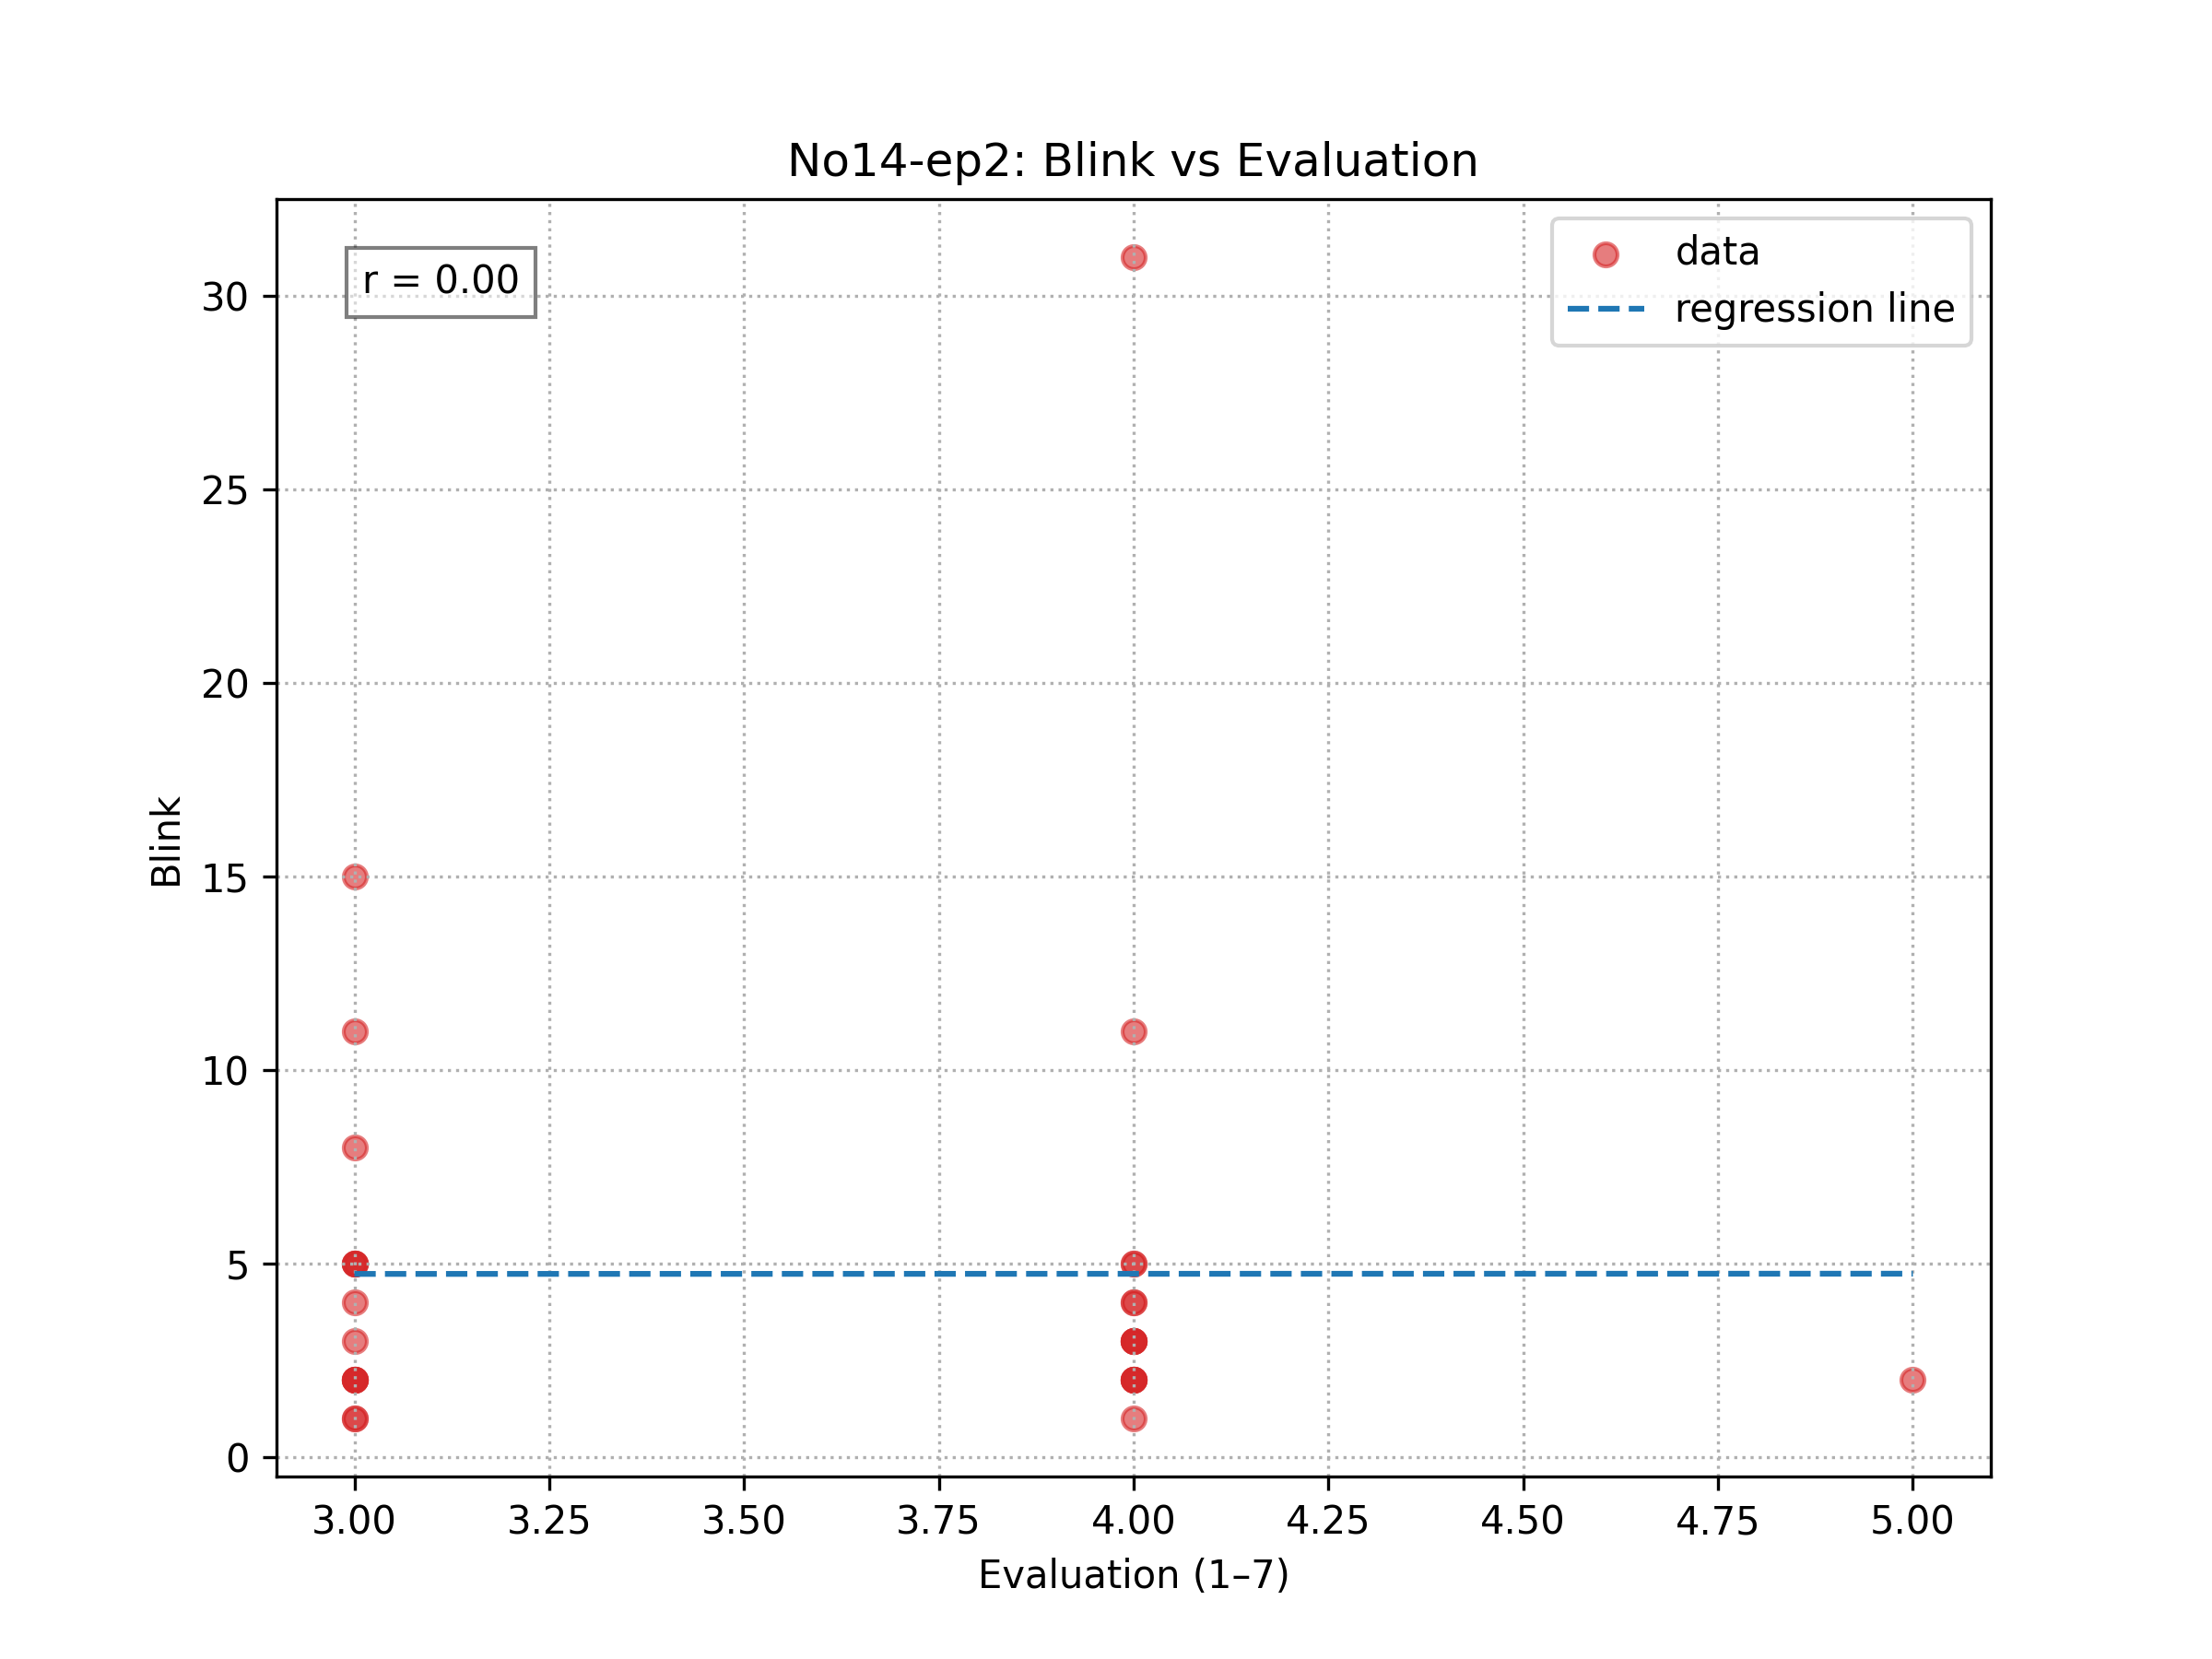 No14-ep2: Blink vs Evaluation
r = 0.00
data
regression line
30
25
20
15
10
5
0
Blink
3.00 3.25 3.50 3.75 4.00 4.25 4.50 4.75 5.00
Evaluation (1–7)